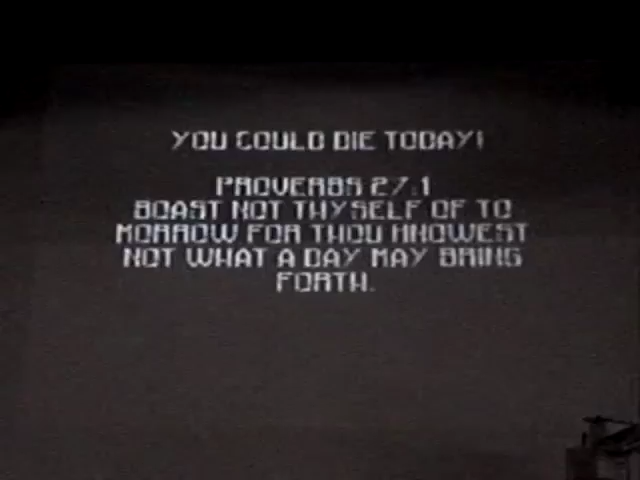 YOU COULD DIE TODAY!
PROVERBS 27:1
BOAST NOT THYSELF OF TO
MORROW FOR THOU KNOWEST
NOT WHAT A DAY MAY BRING
FORTH.